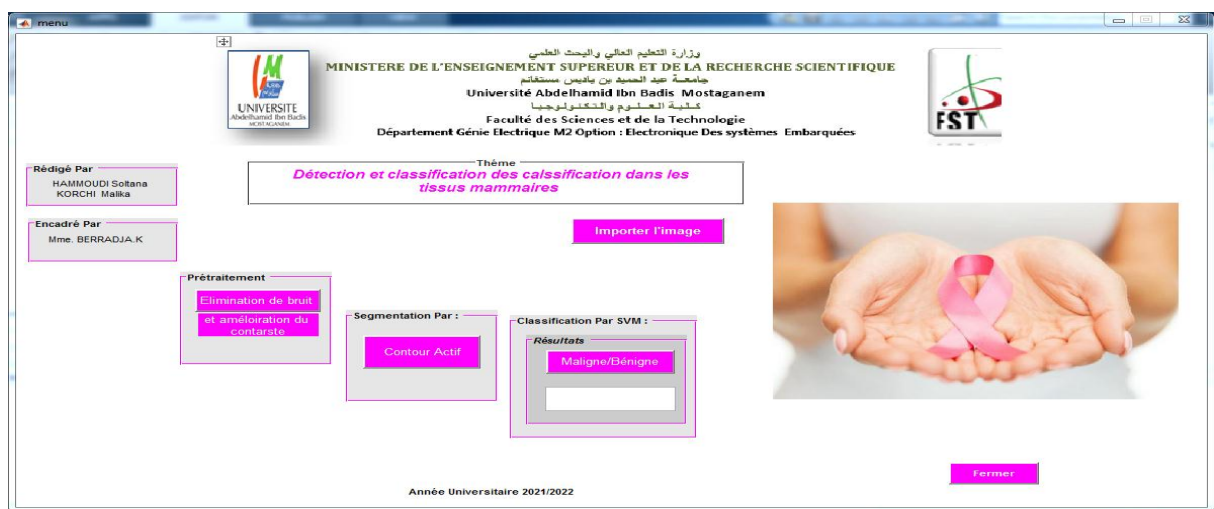 menu
وزارة التعليم العالي والبحث العلمي
MINISTERE DE L'ENSEIGNEMENT SUPEREUR ET DE LA RECHERCHE SCIENTIFIQUE
جامعة عبد الحميد بن باديس مستغانم
Université Abdelhamid Ibn Badis Mostaganem
كلية العلوم والتكنولوجيا
Faculté des Sciences et de la Technologie
Département Génie Electrique M2 Option : Electronique Des systèmes Embarquées
UNIVERSITE
Abdelhamid Ibn Badis
MOSTAGANEM
FST
Rédigé Par
HAMMOUDI Soltana
KORCHI Malika
Thème
Détection et classification des calssification dans les
tissus mammaires
Encadré Par
Mme. BERRADJA.K
Importer l'image
Prétraitement
Elimination de bruit
et améloiration du
contarste
Segmentation Par :
Contour Actif
Classification Par SVM :
Résultats
Maligne/Bénigne
Fermer
Année Universitaire 2021/2022